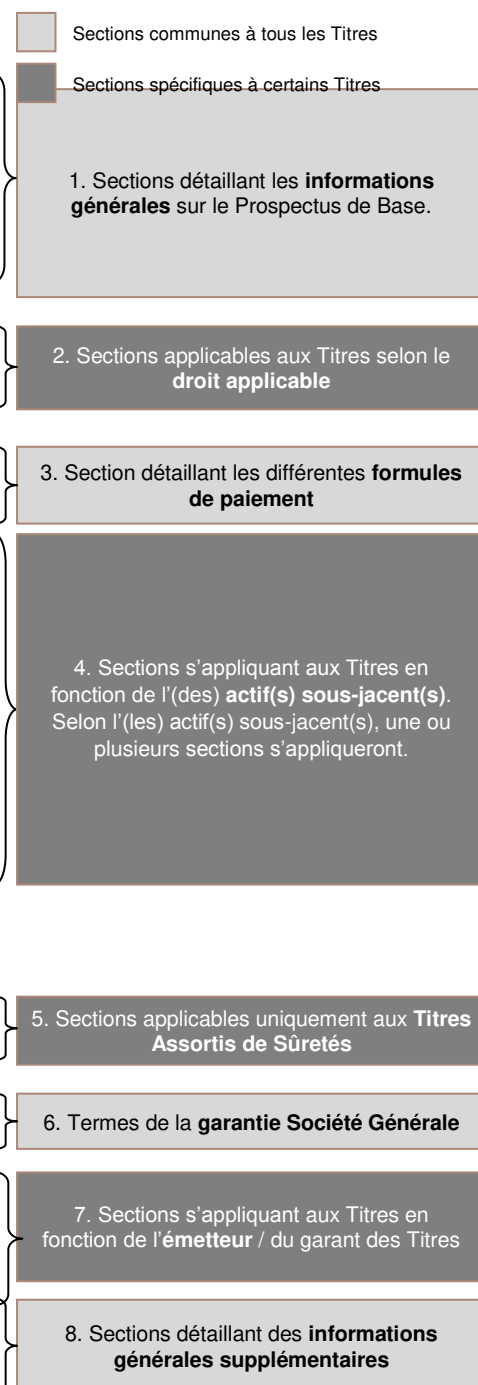 Sections communes à tous les Titres
Sections spécifiques à certains Titres
1. Sections détaillant les informations
générales sur le Prospectus de Base.
2. Sections applicables aux Titres selon le
droit applicable
3. Section détaillant les différentes formules
de paiement
4. Sections s’appliquant aux Titres en
fonction de l’(des) actif(s) sous-jacent(s).
Selon l’(les) actif(s) sous-jacent(s), une ou
plusieurs sections s’appliqueront.
5. Sections applicables uniquement aux Titres
Assortis de Sûretés
6. Termes de la garantie Société Générale
7. Sections s’appliquant aux Titres en
fonction de l’émetteur / du garant des Titres
8. Sections détaillant des informations
générales supplémentaires